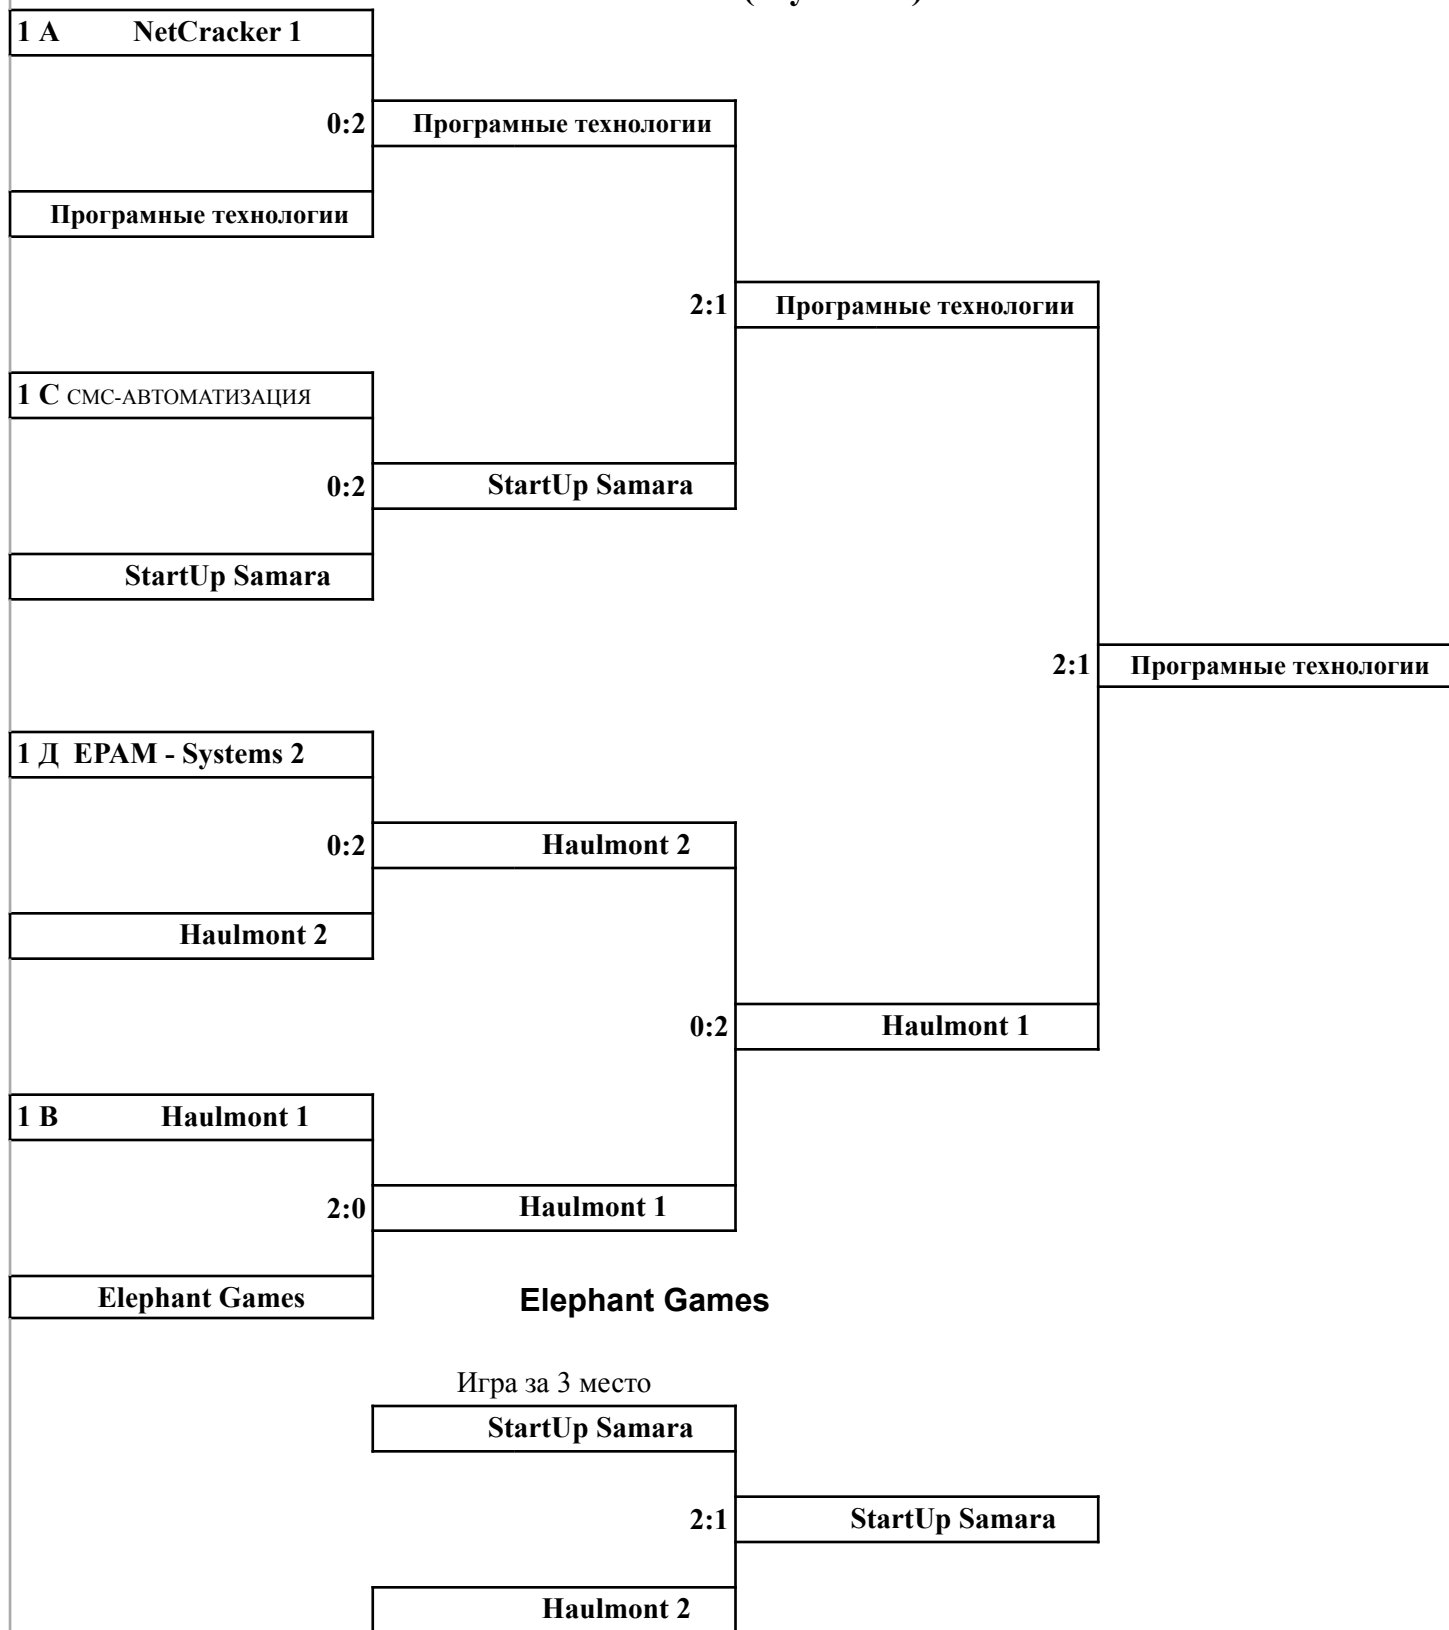 1 А NetCracker 1
0:2 Програмные технологии
Програмные технологии
2:1 Програмные технологии
1 С СМС-АВТОМАТИЗАЦИЯ
0:2 StartUp Samara
StartUp Samara
2:1 Програмные технологии
1 Д EPAM - Systems 2
0:2 Haulmont 2
Haulmont 2
0:2 Haulmont 1
1 В Haulmont 1
2:0 Haulmont 1
Elephant Games Elephant Games
Игра за 3 место
StartUp Samara
2:1 StartUp Samara
Haulmont 2